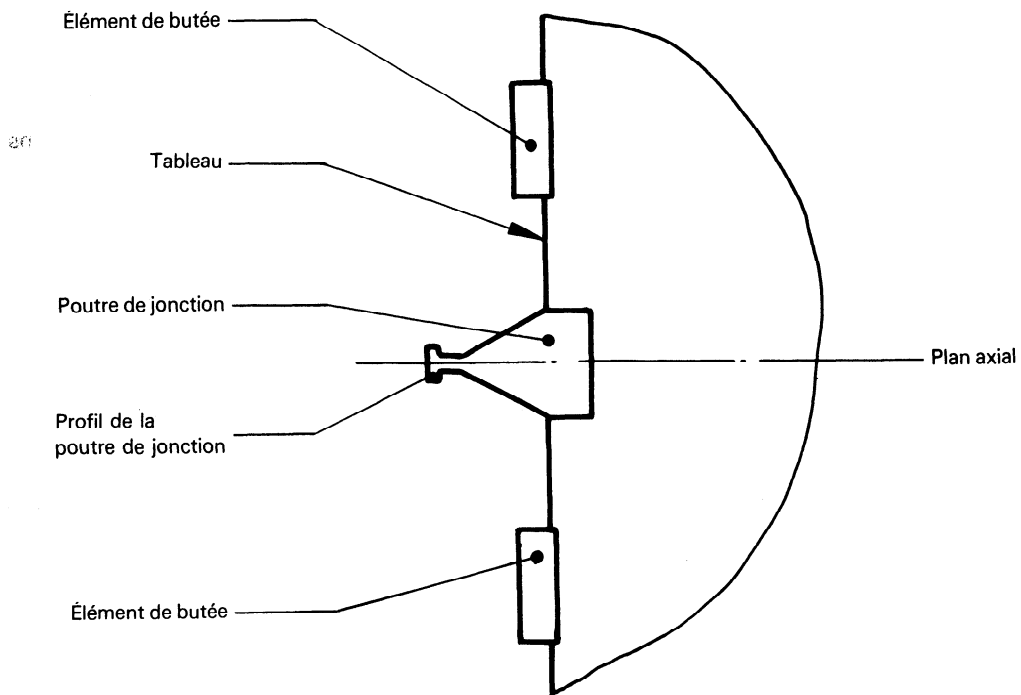 Élément de butée
Tableau
Poutre de jonction
Plan axial
Profil de la
poutre de jonction
Élément de butée